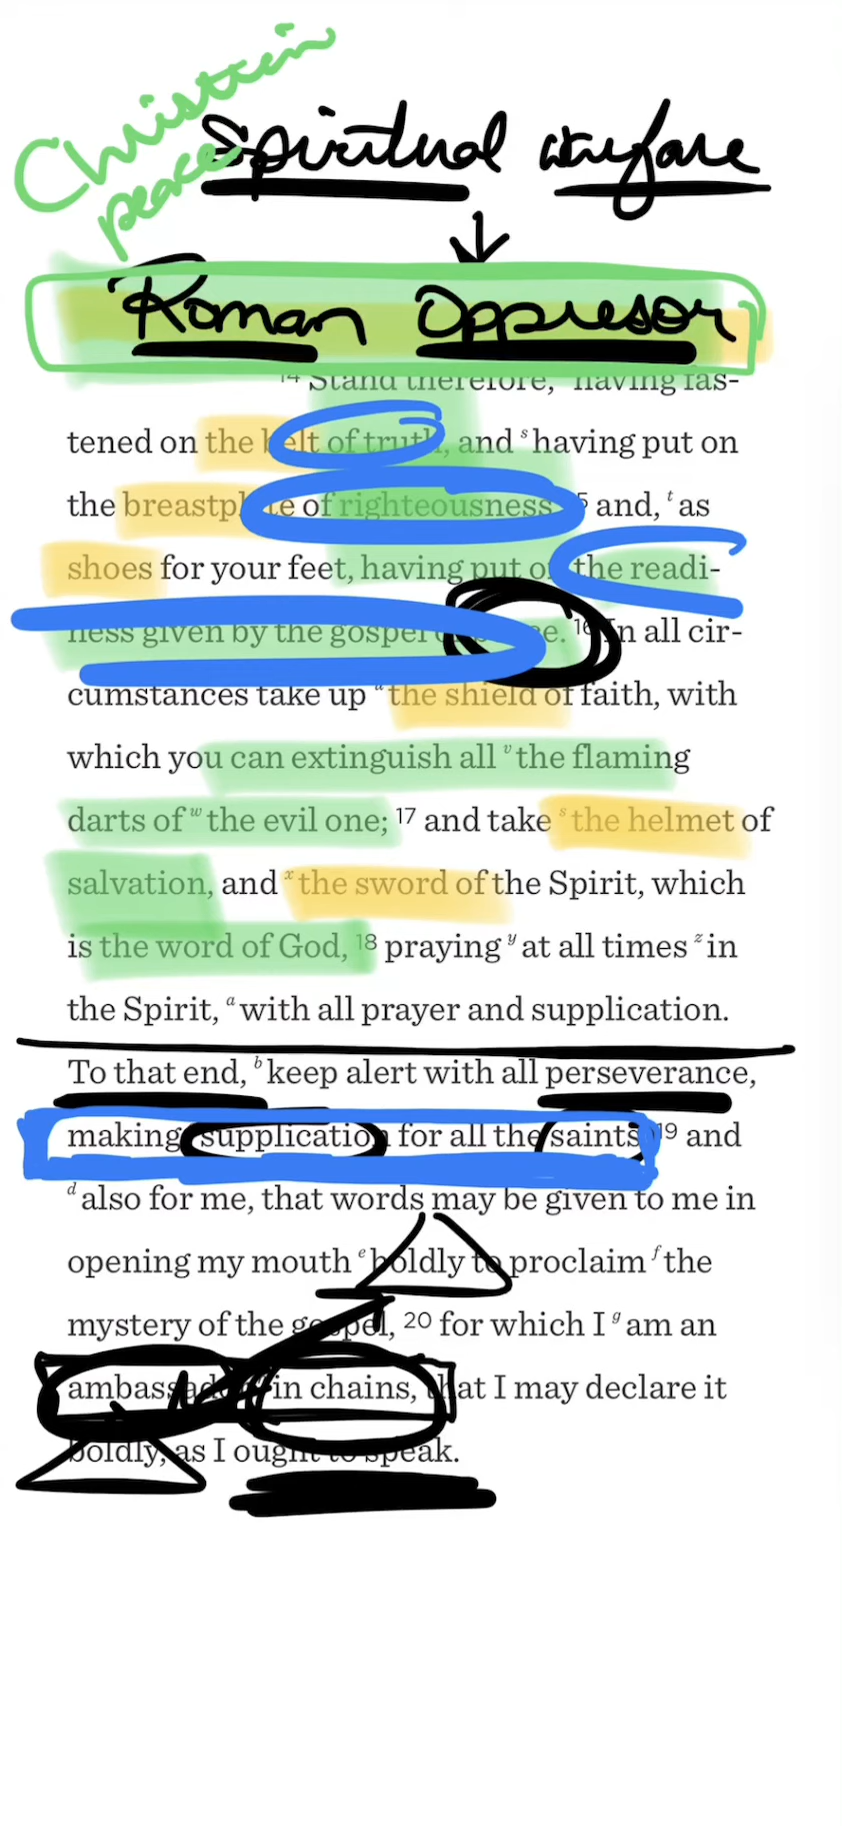 Christian
peace
Spiritual warfare
Roman Oppresor
14 Stand therefore, having fas-
tened on the belt of truth, and s having put on
the breastplate of righteousness, 15 and, t as
shoes for your feet, having put on the readi-
ness given by the gospel of peace. 16 In all cir-
cumstances take up u the shield of faith, with
which you can extinguish all v the flaming
darts of w the evil one; 17 and take s the helmet of
salvation, and x the sword of the Spirit, which
is the word of God, 18 praying y at all times z in
the Spirit, a with all prayer and supplication.
To that end, b keep alert with all perseverance,
making supplication for all the saints, 19 and
d also for me, that words may be given to me in
opening my mouth e boldly to proclaim f the
mystery of the gospel, 20 for which I g am an
ambassador in chains, that I may declare it
boldly, as I ought to speak.